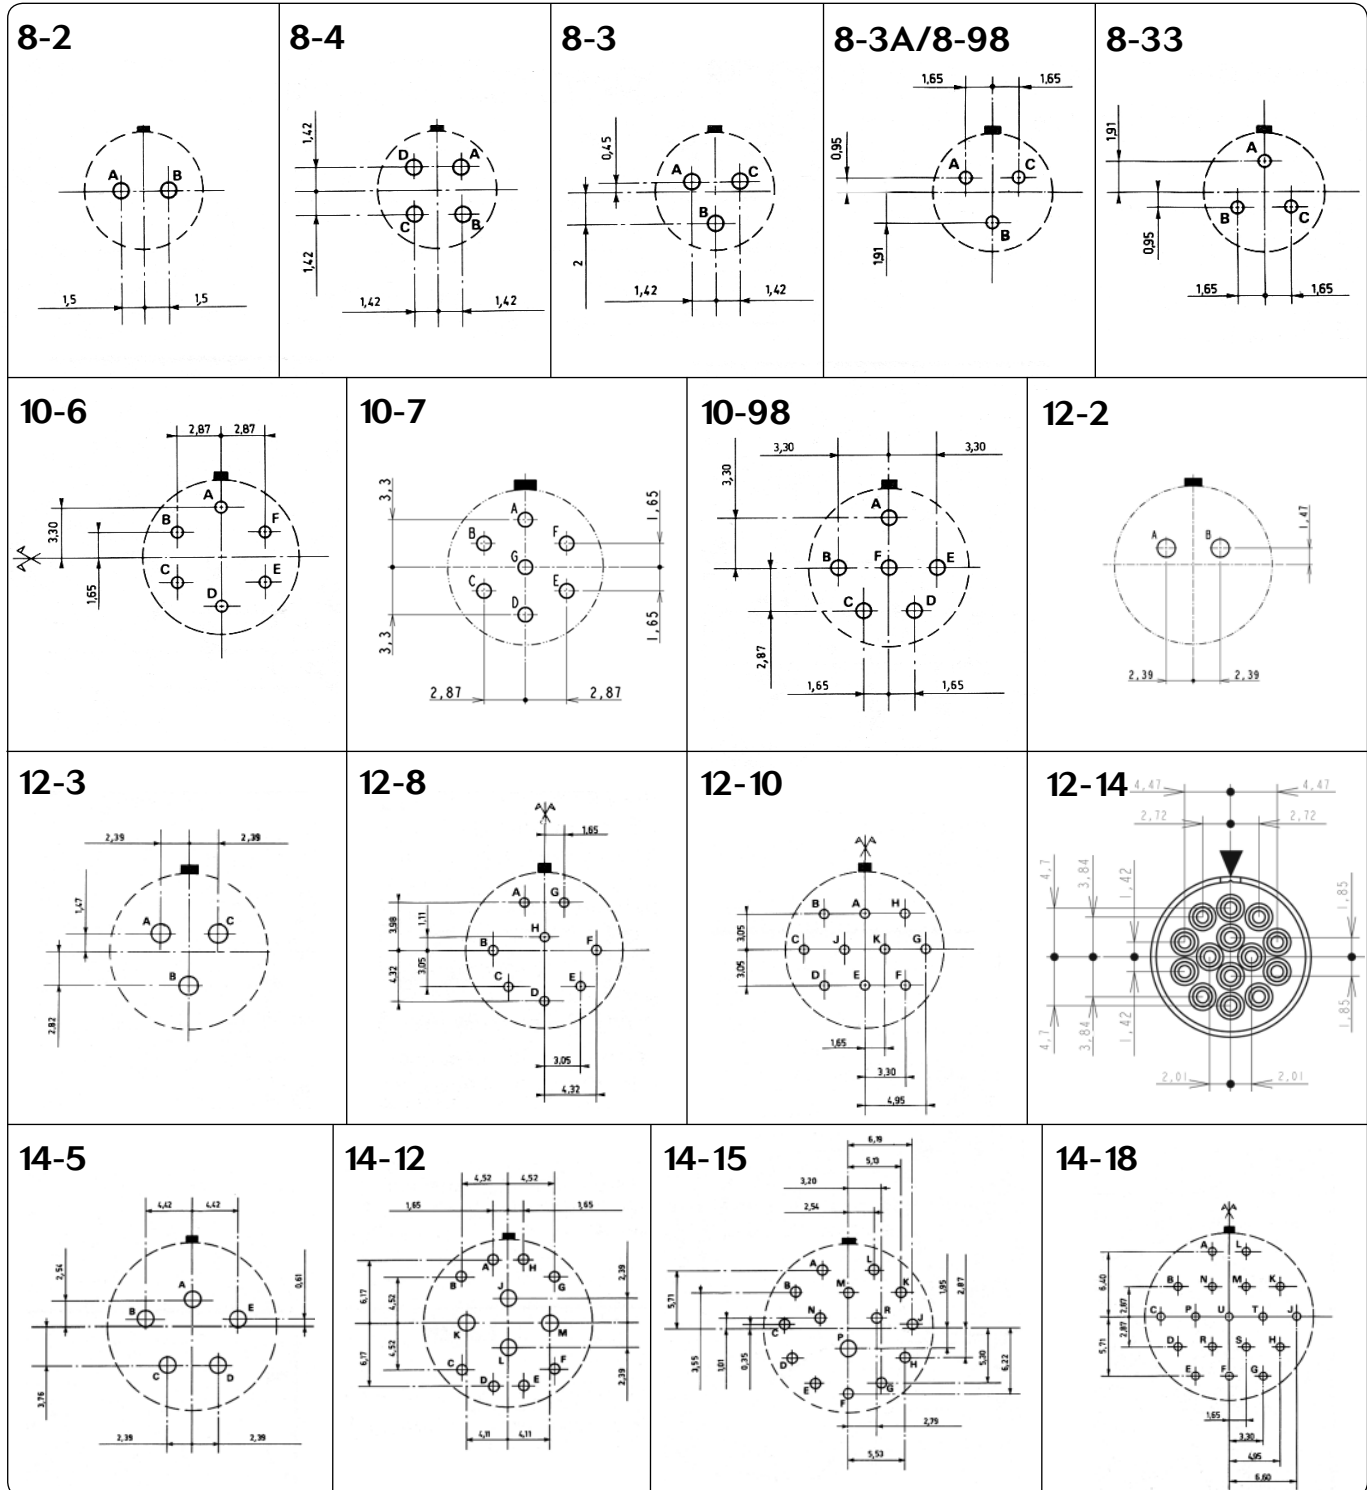 8-2
A B
1,5 1,5
8-4
1,42
D A
C B
1,42
1,42 1,42
8-3
0,45
A C
B
2
1,42 1,42
8-3A/8-98
1,65 1,65
0,95
A C
B
1,91
8-33
1,91
A
B C
0,95
1,65 1,65
10-6
2,87 2,87
A
B F
3,30
C E
1,65
D
10-7
3,3
A
1,65
B F
G
C E
D
1,65
3,3
2,87 2,87
10-98
3,30 3,30
3,30
A
B F E
C D
2,87
1,65 1,65
12-2
1,47
A B
2,39 2,39
12-3
2,39 2,39
1,47
A C
B
2,82
12-8
A A
1,65
A G
3,98 1,11
H
B F
4,32 3,05
C E
D
3,05
4,32
12-10
A A
B A H
3,05
C J K G
3,05
D E F
1,65
3,30
4,95
12-14
4,47 4,47
2,72 2,72
4,7 3,84 1,42 1,85
4,7 3,84 1,42 1,85
2,01 2,01
14-5
4,42 4,42
2,54 0,61
A
B E
C D
3,76
2,39 2,39
14-12
4,52 4,52
1,65 1,65
A H
B J G
6,17 4,52 2,39
K M
L
6,17 4,52 2,39
C F
D E
4,11 4,11
14-15
6,19
5,13
3,20
2,54
A L
B M K
5,71 1,95 2,87
N R
C J
P
3,55 1,01 0,35 5,30 6,22
D H
E G
F
2,79
5,53
14-18
A A
A L
6,40
B N M K
2,87
C P U T J
2,87
5,71
D R S H
E F G
1,65
3,30
4,95
6,60